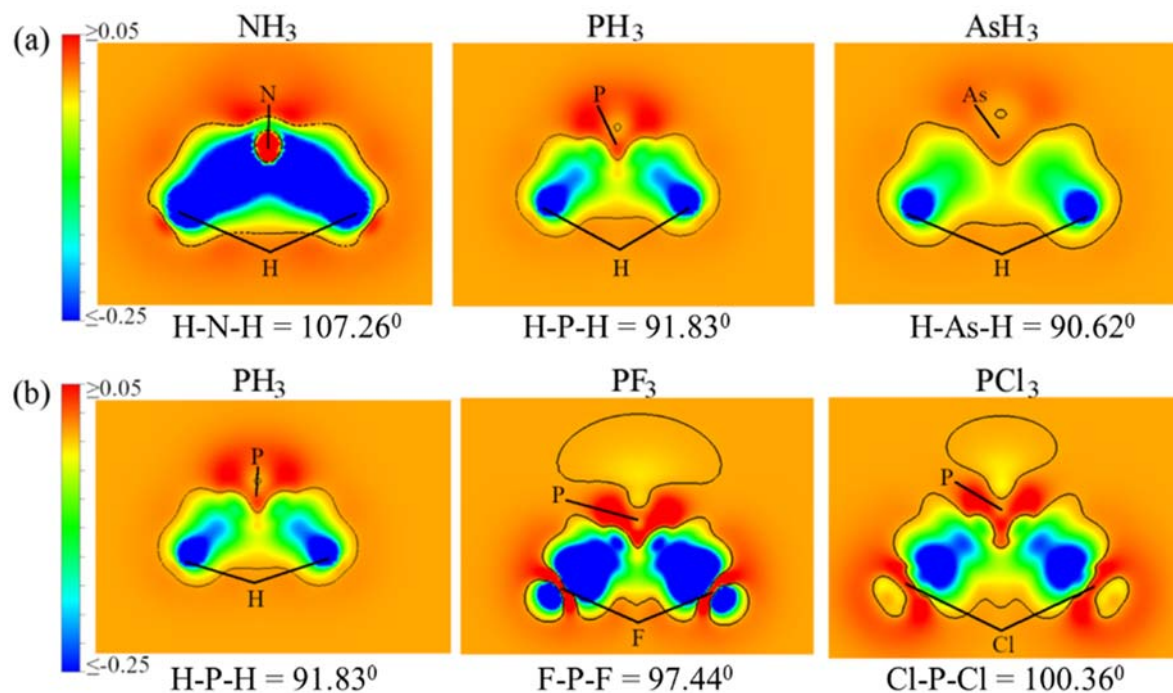 (a) ≥0.05 NH₃ PH₃ AsH₃
N P As
H H H
≤-0.25
H-N-H = 107.26⁰ H-P-H = 91.83⁰ H-As-H = 90.62⁰
(b) ≥0.05 PH₃ PF₃ PCl₃
P P P
H F Cl
≤-0.25
H-P-H = 91.83⁰ F-P-F = 97.44⁰ Cl-P-Cl = 100.36⁰